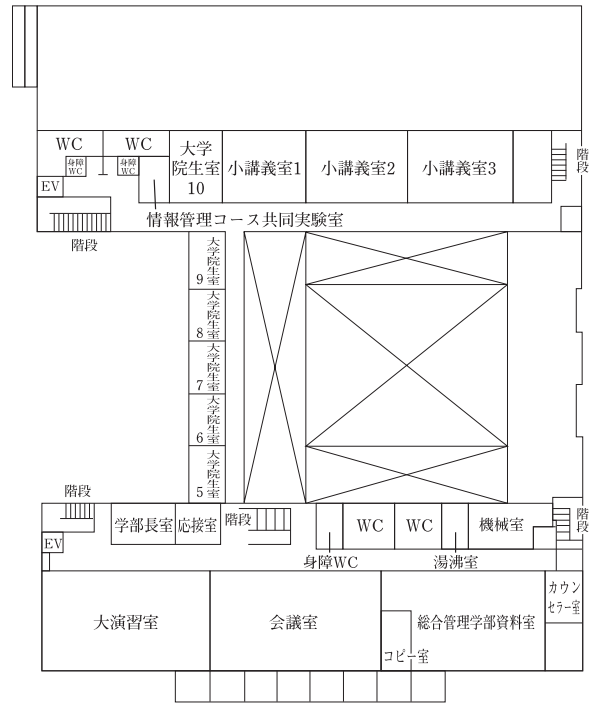 WC
WC
身障
WC
身障
WC
大学
院生室
10
小講義室1
小講義室2
小講義室3
階段
EV
情報管理コース共同実験室
階段
大学院生室
9
大学院生室
8
大学院生室
7
大学院生室
6
大学院生室
5
階段
学部長室
応接室
階段
WC
WC
機械室
階段
EV
身障WC
湯沸室
大演習室
会議室
総合管理学部資料室
コピー室
カウン
セラー室